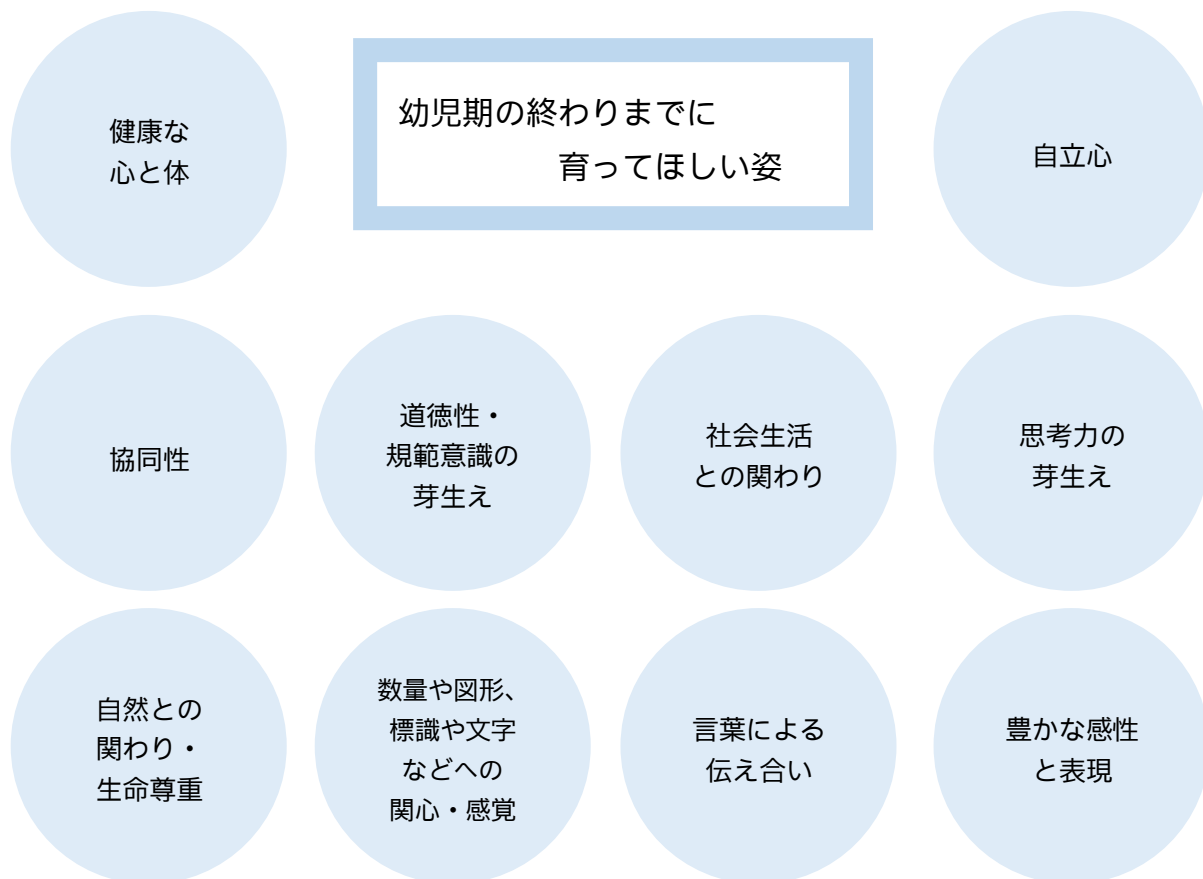 幼児期の終わりまでに
育ってほしい姿
健康な
心と体
自立心
協同性
道徳性・
規範意識の
芽生え
社会生活
との関わり
思考力の
芽生え
自然との
関わり・
生命尊重
数量や図形、
標識や文字
などへの
関心・感覚
言葉による
伝え合い
豊かな感性
と表現